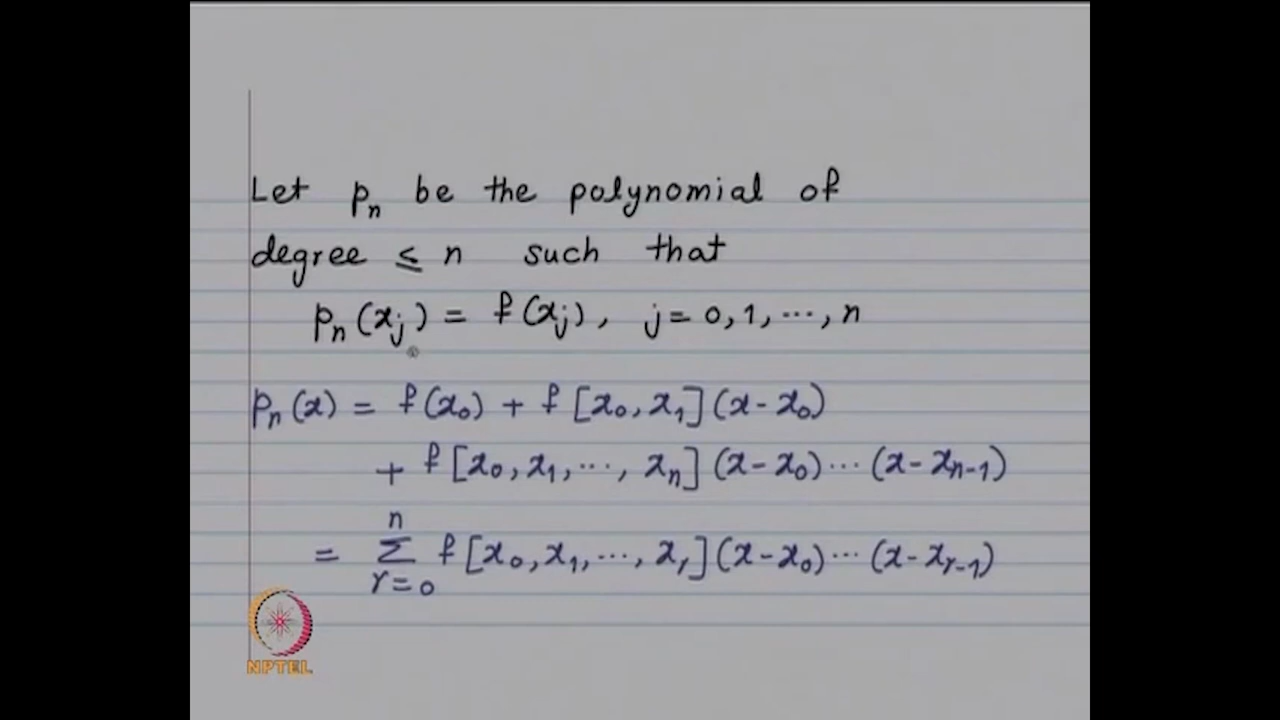 Let pₙ be the polynomial of
degree ≤ n such that
pₙ(xⱼ) = f(xⱼ), j = 0, 1, ⋯, n
pₙ(x) = f(x₀) + f[x₀, x₁](x - x₀)
+ f[x₀, x₁, ⋯, xₙ](x - x₀) ⋯ (x - xₙ₋₁)
= ∑ₙ₌ᵣ₌₀ f[x₀, x₁, ⋯, xᵣ](x - x₀) ⋯ (x - xᵣ₋₁)
NPTEL